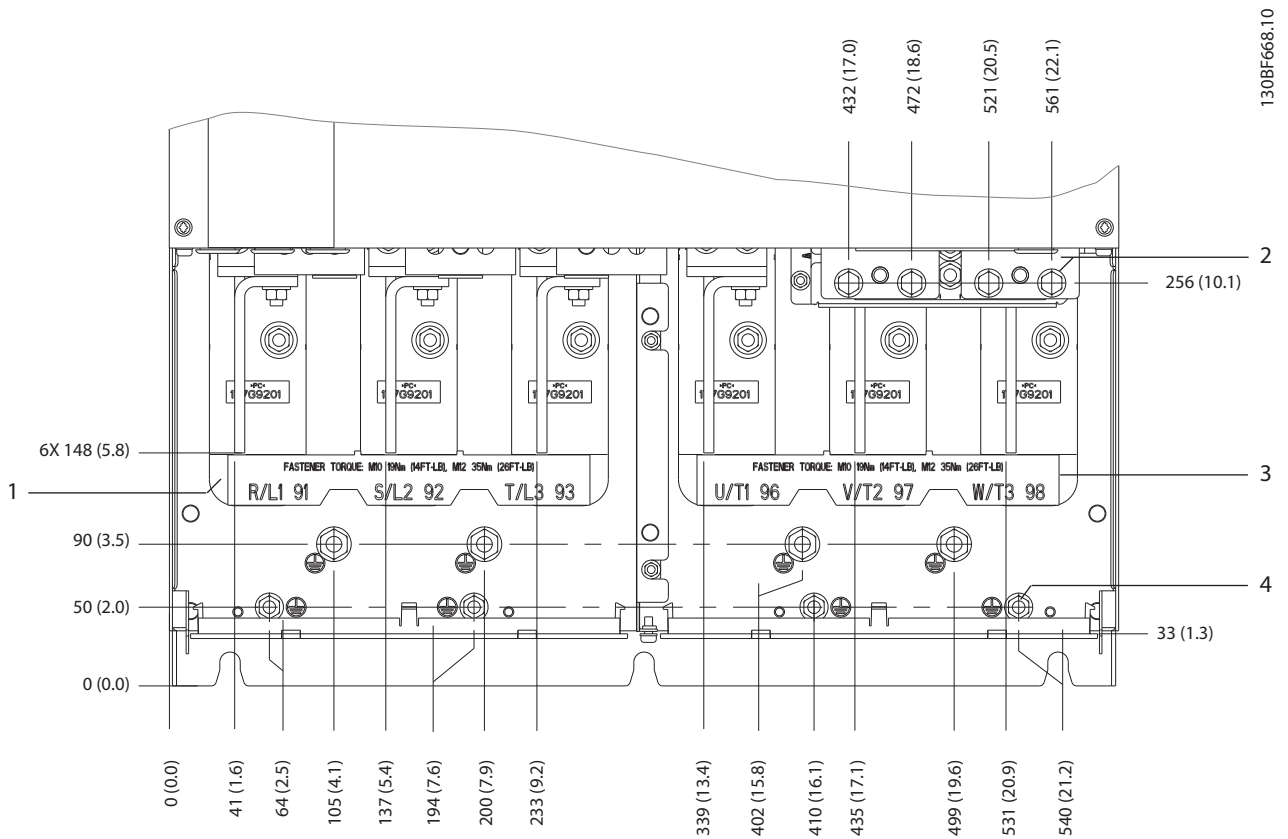 130BF668.10
432 (17.0)
472 (18.6)
521 (20.5)
561 (22.1)
2
256 (10.1)
»PC«
»PC«
»PC«
»PC«
»PC«
»PC«
6X 148 (5.8)
FASTENER TORQUE: M10 19Nm (14FT-LB), M12 35Nm (26FT-LB)
FASTENER TORQUE: M10 19Nm (14FT-LB), M12 35Nm (26FT-LB)
3
1
R/L1 91
S/L2 92
T/L3 93
U/T1 96
V/T2 97
W/T3 98
90 (3.5)
4
50 (2.0)
33 (1.3)
0 (0.0)
0 (0.0)
41 (1.6)
64 (2.5)
105 (4.1)
137 (5.4)
194 (7.6)
200 (7.9)
233 (9.2)
339 (13.4)
402 (15.8)
410 (16.1)
435 (17.1)
499 (19.6)
531 (20.9)
540 (21.2)